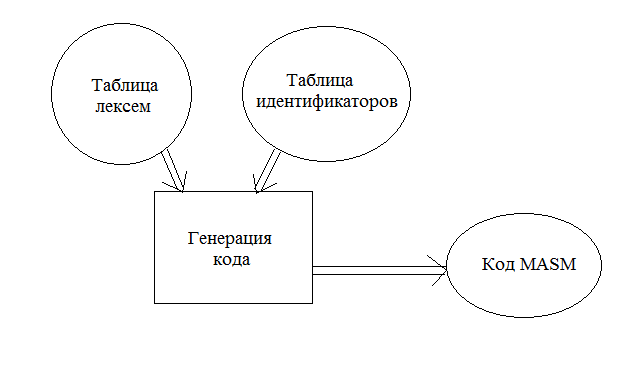 Таблица
лексем
Таблица
идентификаторов
Генерация
кода
Код MASM